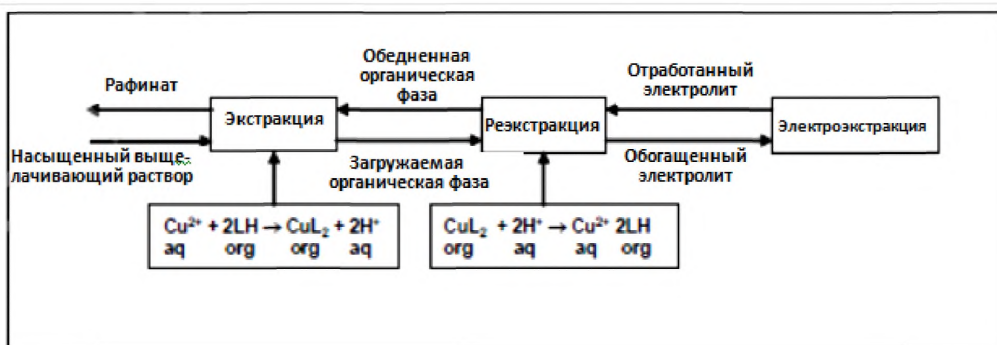 Рафинат
Обедненная
органическая
фаза
Отработанный
электролит
Экстракция
Реэкстракция
Электроэкстракция
Насыщенный выще-
лачивающий раствор
Загружаемая
органическая фаза
Обогащенный
электролит
Cu²⁺ + 2LH → CuL₂ + 2H⁺
aq org org aq
CuL₂ + 2H⁺ → Cu²⁺ 2LH
org aq aq org